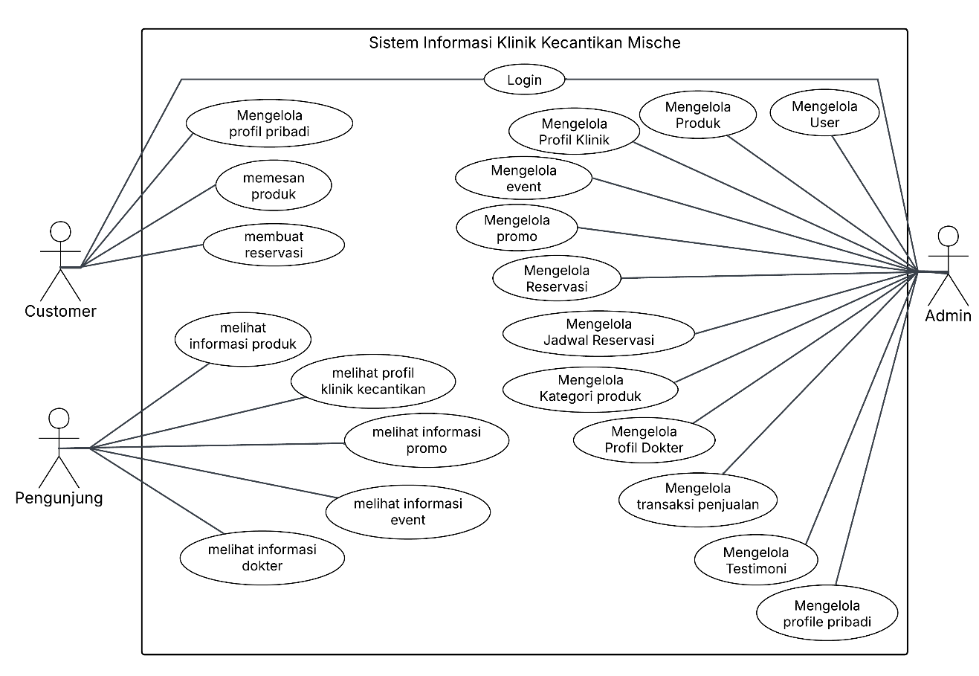 Sistem Informasi Klinik Kecantikan Mische
Login
Mengelola
profil pribadi
memesan
produk
membuat
reservasi
Customer
melihat
informasi produk
melihat profil
klinik kecantikan
melihat informasi
promo
melihat informasi
event
melihat informasi
dokter
Pengunjung
Mengelola
User
Mengelola
Produk
Mengelola
Profil Klinik
Mengelola
event
Mengelola
promo
Mengelola
Reservasi
Mengelola
Jadwal Reservasi
Mengelola
Kategori produk
Mengelola
Profil Dokter
Mengelola
transaksi penjualan
Mengelola
Testimoni
Mengelola
profile pribadi
Admin